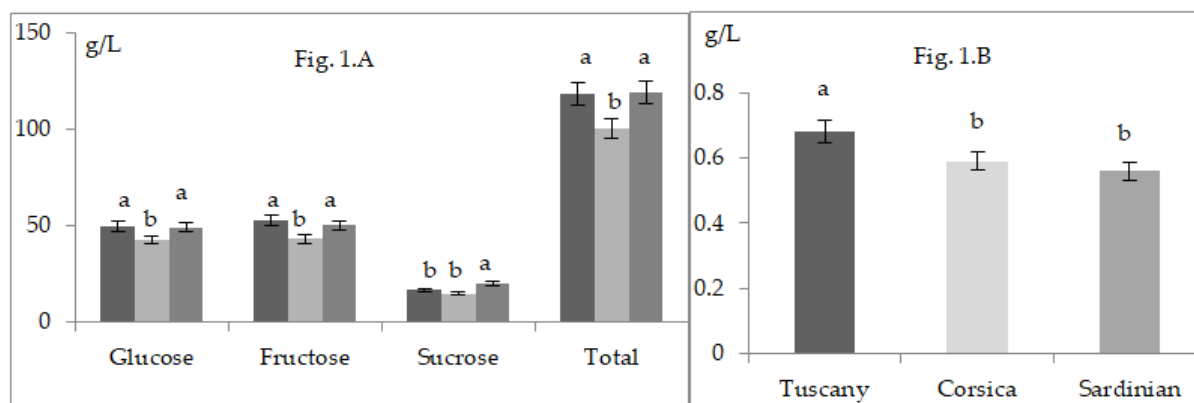 g/L
Fig. 1.A
150
100
50
0
a b a
a b a
b b a
a b a
Glucose Fructose Sucrose Total
g/L
Fig. 1.B
0.8
0.6
0.4
0.2
0
a b b
Tuscany Corsica Sardinian